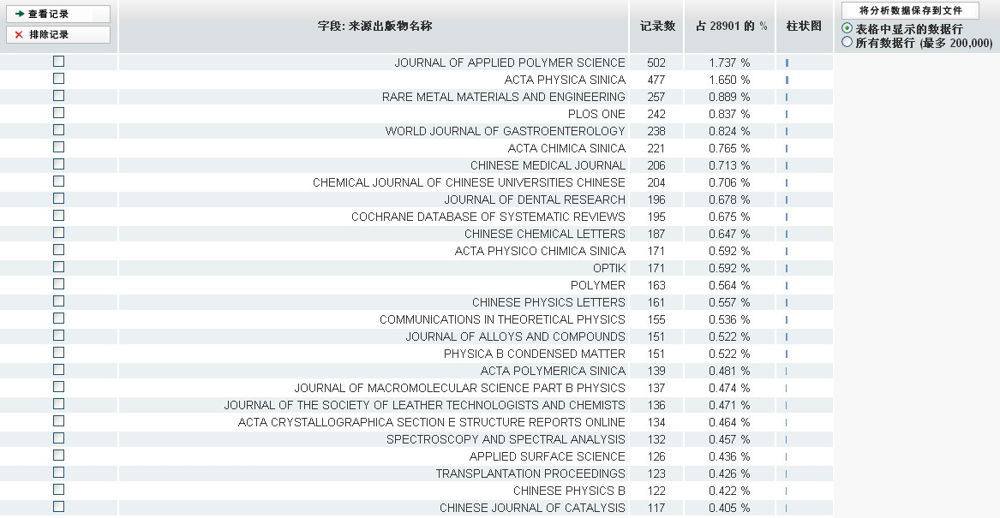 查看记录
排除记录
字段: 来源出版物名称 记录数 占 28901 的 % 柱状图
将分析数据保存到文件
表格中显示的数据行
所有数据行 (最多 200,000)
JOURNAL OF APPLIED POLYMER SCIENCE 502 1.737 %
ACTA PHYSICA SINICA 477 1.650 %
RARE METAL MATERIALS AND ENGINEERING 257 0.889 %
PLOS ONE 242 0.837 %
WORLD JOURNAL OF GASTROENTEROLOGY 238 0.824 %
ACTA CHIMICA SINICA 221 0.765 %
CHINESE MEDICAL JOURNAL 206 0.713 %
CHEMICAL JOURNAL OF CHINESE UNIVERSITIES CHINESE 204 0.706 %
JOURNAL OF DENTAL RESEARCH 196 0.678 %
COCHRANE DATABASE OF SYSTEMATIC REVIEWS 195 0.675 %
CHINESE CHEMICAL LETTERS 187 0.647 %
ACTA PHYSICO CHIMICA SINICA 171 0.592 %
OPTIK 171 0.592 %
POLYMER 163 0.564 %
CHINESE PHYSICS LETTERS 161 0.557 %
COMMUNICATIONS IN THEORETICAL PHYSICS 155 0.536 %
JOURNAL OF ALLOYS AND COMPOUNDS 151 0.522 %
PHYSICA B CONDENSED MATTER 151 0.522 %
ACTA POLYMERICA SINICA 139 0.481 %
JOURNAL OF MACROMOLECULAR SCIENCE PART B PHYSICS 137 0.474 %
JOURNAL OF THE SOCIETY OF LEATHER TECHNOLOGISTS AND CHEMISTS 136 0.471 %
ACTA CRYSTALLOGRAPHICA SECTION E STRUCTURE REPORTS ONLINE 134 0.464 %
SPECTROSCOPY AND SPECTRAL ANALYSIS 132 0.457 %
APPLIED SURFACE SCIENCE 126 0.436 %
TRANSPLANTATION PROCEEDINGS 123 0.426 %
CHINESE PHYSICS B 122 0.422 %
CHINESE JOURNAL OF CATALYSIS 117 0.405 %